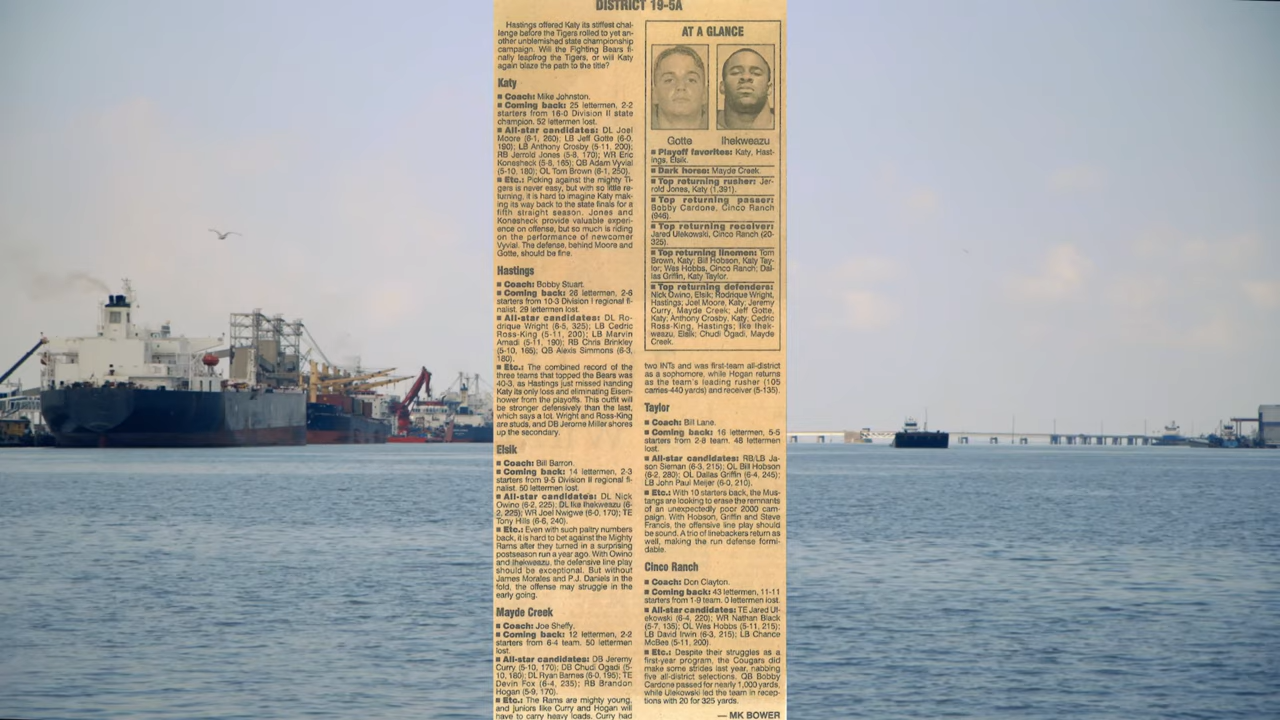 DISTRICT 19-5A
Hastings offered Katy its stiffest chal-
lenge before the Tigers rolled to yet an-
other unblemished state championship
campaign. Will the Fighting Bears fi-
nally leapfrog the Tigers, or will Katy
again blaze the path to the title?
Katy
■ Coach: Mike Johnston.
■ Coming back: 25 lettermen, 2-2
starters from 16-0 Division II state
champion. 52 lettermen lost.
■ All-star candidates: DL Joel
Moore (6-1, 260); LB Jeff Gotte (6-0,
190); LB Anthony Crosby (5-11, 200);
RB Jerrold Jones (5-8, 170); WR Eric
Konesheck (5-8, 165); QB Adam Vyvial
(5-10, 180); OL Tom Brown (6-1, 250).
■ Etc.: Picking against the mighty Ti-
gers is never easy, but with so little re-
turning, it is hard to imagine Katy mak-
ing its way back to the state finals for a
fifth straight season. Jones and
Konesheck provide valuable experi-
ence on offense, but so much is riding
on the performance of newcomer
Vyvial. The defense, behind Moore and
Gotte, should be fine.
Hastings
■ Coach: Bobby Stuart.
■ Coming back: 28 lettermen, 2-6
starters from 10-3 Division I regional fi-
nalist. 29 lettermen lost.
■ All-star candidates: DL Ro-
drique Wright (6-5, 325); LB Cedric
Ross-King (5-11, 200); LB Marvin
Amadi (5-11, 190); RB Chris Brinkley
(5-10, 165); QB Alexis Simmons (6-3,
180).
■ Etc.: The combined record of the
three teams that topped the Bears was
40-3, as Hastings just missed handing
Katy its only loss and eliminating Eisen-
hower from the playoffs. This outfit will
be stronger defensively than the last,
which says a lot. Wright and Ross-King
are studs, and DB Jerome Miller shores
up the secondary.
Elsik
■ Coach: Bill Barron.
■ Coming back: 14 lettermen, 2-3
starters from 9-5 Division II regional fi-
nalist. 50 lettermen lost.
■ All-star candidates: DL Nick
Owino (6-2, 225); DL Ike Ihekweazu (6-
2, 225); WR Joel Nwigwe (6-0, 170); TE
Tony Hills (6-6, 240).
■ Etc.: Even with such paltry numbers
back, it is hard to bet against the Mighty
Rams after they turned in a surprising
postseason run a year ago. With Owino
and Ihekweazu, the defensive line play
should be exceptional. But without
James Morales and P.J. Daniels in the
fold, the offense may struggle in the
early going.
Mayde Creek
■ Coach: Joe Sheffy.
■ Coming back: 12 lettermen, 2-2
starters from 6-4 team. 50 lettermen
lost.
■ All-star candidates: DB Jeremy
Curry (5-10, 170); DB Chudi Ogadi (5-
10, 180); DL Ryan Barnes (6-0, 195); TE
Devin Fox (6-4, 235); RB Brandon
Hogan (5-9, 170).
■ Etc.: The Rams are mighty young,
and juniors like Curry and Hogan will
have to carry heavy loads. Curry had
AT A GLANCE
Gotte Ihekweazu
■ Playoff favorites: Katy, Hast-
ings, Elsik.
■ Dark horse: Mayde Creek.
■ Top returning rusher: Jer-
rold Jones, Katy (1,391).
■ Top returning passer:
Bobby Cardone, Cinco Ranch
(946).
■ Top returning receiver:
Jared Ulekowski, Cinco Ranch (20-
325).
■ Top returning linemen: Tom
Brown, Katy; Bill Hobson, Katy Tay-
lor; Wes Hobbs, Cinco Ranch; Dal-
las Griffin, Katy Taylor.
■ Top returning defenders:
Nick Owino, Elsik; Rodrique Wright,
Hastings; Joel Moore, Katy; Jeremy
Curry, Mayde Creek; Jeff Gotte,
Katy; Anthony Crosby, Katy; Cedric
Ross-King, Hastings; Ike Ihek-
weazu, Elsik; Chudi Ogadi, Mayde
Creek.
two INTs and was first-team all-district
as a sophomore, while Hogan returns
as the team's leading rusher (105
carries-440 yards) and receiver (5-135).
Taylor
■ Coach: Bill Lane.
■ Coming back: 16 lettermen, 5-5
starters from 2-8 team. 48 lettermen
lost.
■ All-star candidates: RB/LB Ja-
son Sieman (6-3, 215); OL Bill Hobson
(6-2, 280); OL Dallas Griffin (6-4, 245);
LB John Paul Meijer (6-0, 210).
■ Etc.: With 10 starters back, the Mus-
tangs are looking to erase the remnants
of an unexpectedly poor 2000 cam-
paign. With Hobson, Griffin and Steve
Francis, the offensive line play should
be sound. A trio of linebackers return as
well, making the run defense formi-
dable.
Cinco Ranch
■ Coach: Don Clayton.
■ Coming back: 43 lettermen, 11-11
starters from 1-9 team. 0 lettermen lost.
■ All-star candidates: TE Jared Ul-
ekowski (6-4, 220); WR Nathan Black
(5-7, 135); OL Wes Hobbs (5-11, 215);
LB David Irwin (6-3, 215); LB Chance
McBee (5-11, 200).
■ Etc.: Despite their struggles as a
first-year program, the Cougars did
make some strides last year, nabbing
five all-district selections. QB Bobby
Cardone passed for nearly 1,000 yards,
while Ulekowski led the team in recep-
tions with 20 for 325 yards.
— MK BOWER